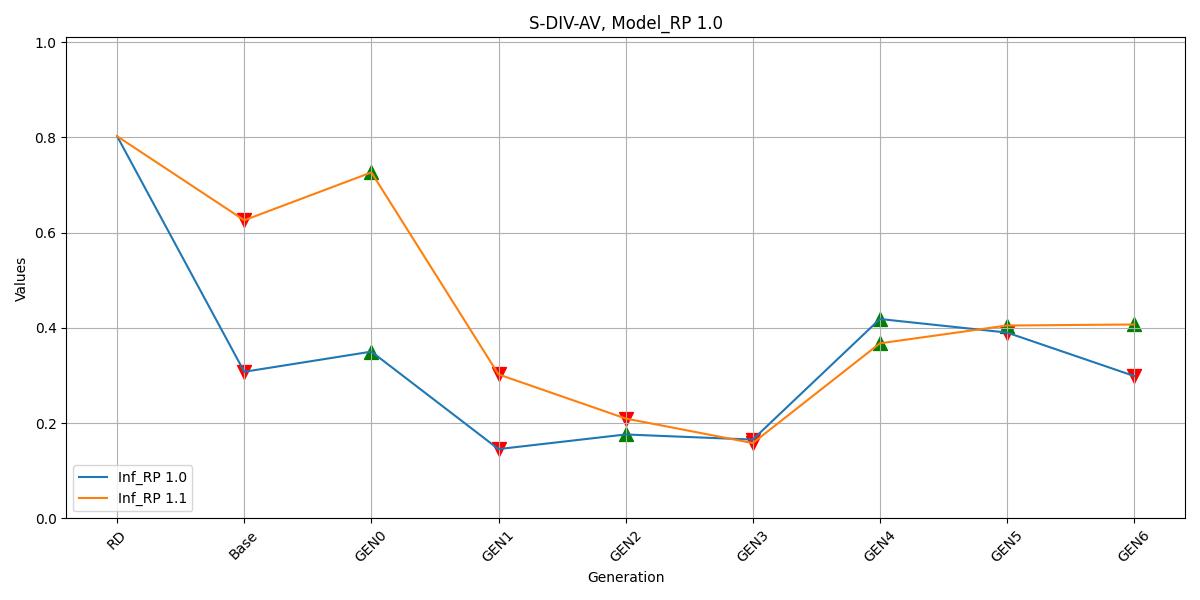 S-DIV-AV, Model_RP 1.0
Values
1.0
0.8
0.6
0.4
0.2
0.0
Inf_RP 1.0
Inf_RP 1.1
RD
Base
GEN0
GEN1
GEN2
GEN3
GEN4
GEN5
GEN6
Generation